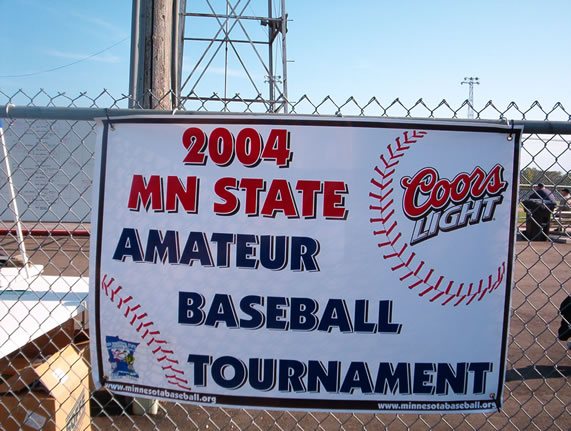 2004
MN STATE
AMATEUR
BASEBALL
TOURNAMENT
Coors
LIGHT
www.minnesotabaseball.org
www.minnesotabaseball.org